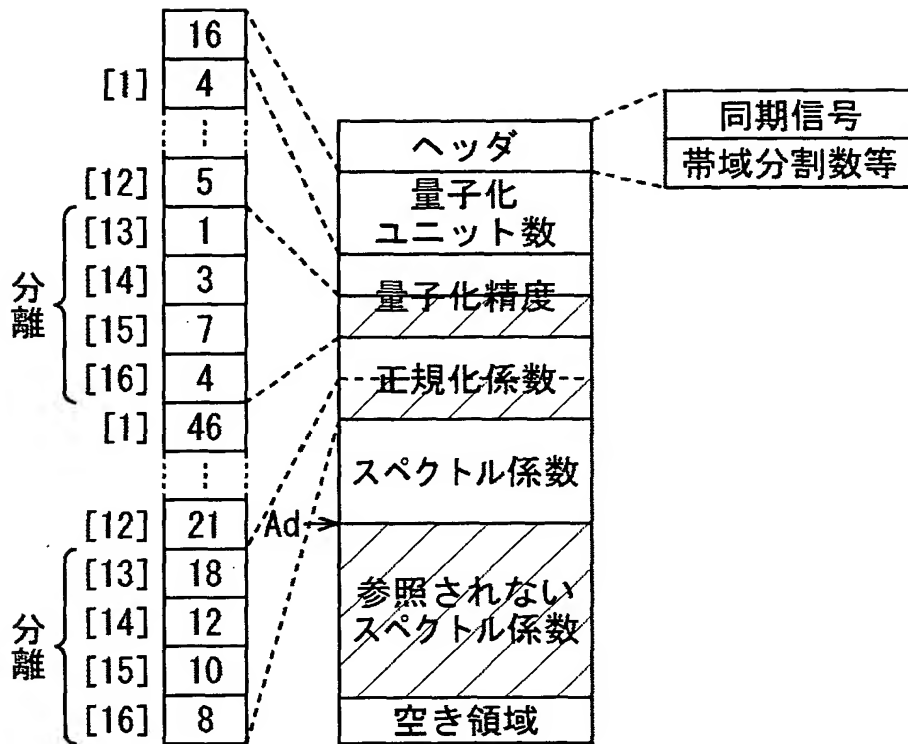 16
[1] 4
⋮
[12] 5
[13] 1
[14] 3
[15] 7
[16] 4
分離
[1] 46
⋮
[12] 21
[13] 18
[14] 12
[15] 10
[16] 8
分離
ヘッダ
量子化
ユニット数
量子化精度
正規化係数
スペクトル係数
Ad
参照されない
スペクトル係数
空き領域
同期信号
帯域分割数等